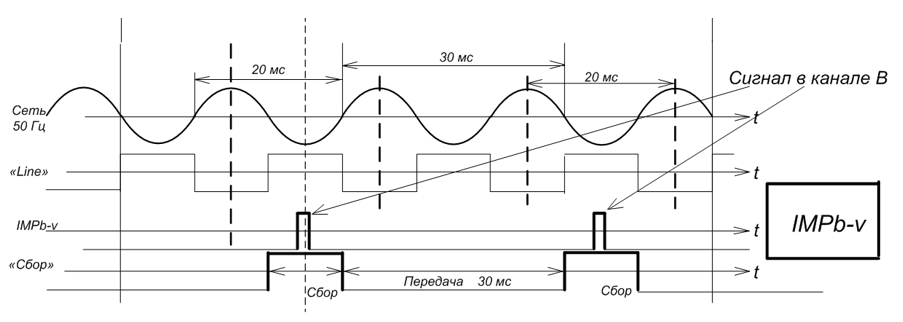 30 мс
20 мс
20 мс
Сигнал в канале В
Сеть
50 Гц
t
«Line»
t
IMPb-v
t
IMPb-v
«Сбор»
t
Сбор
Передача 30 мс
Сбор